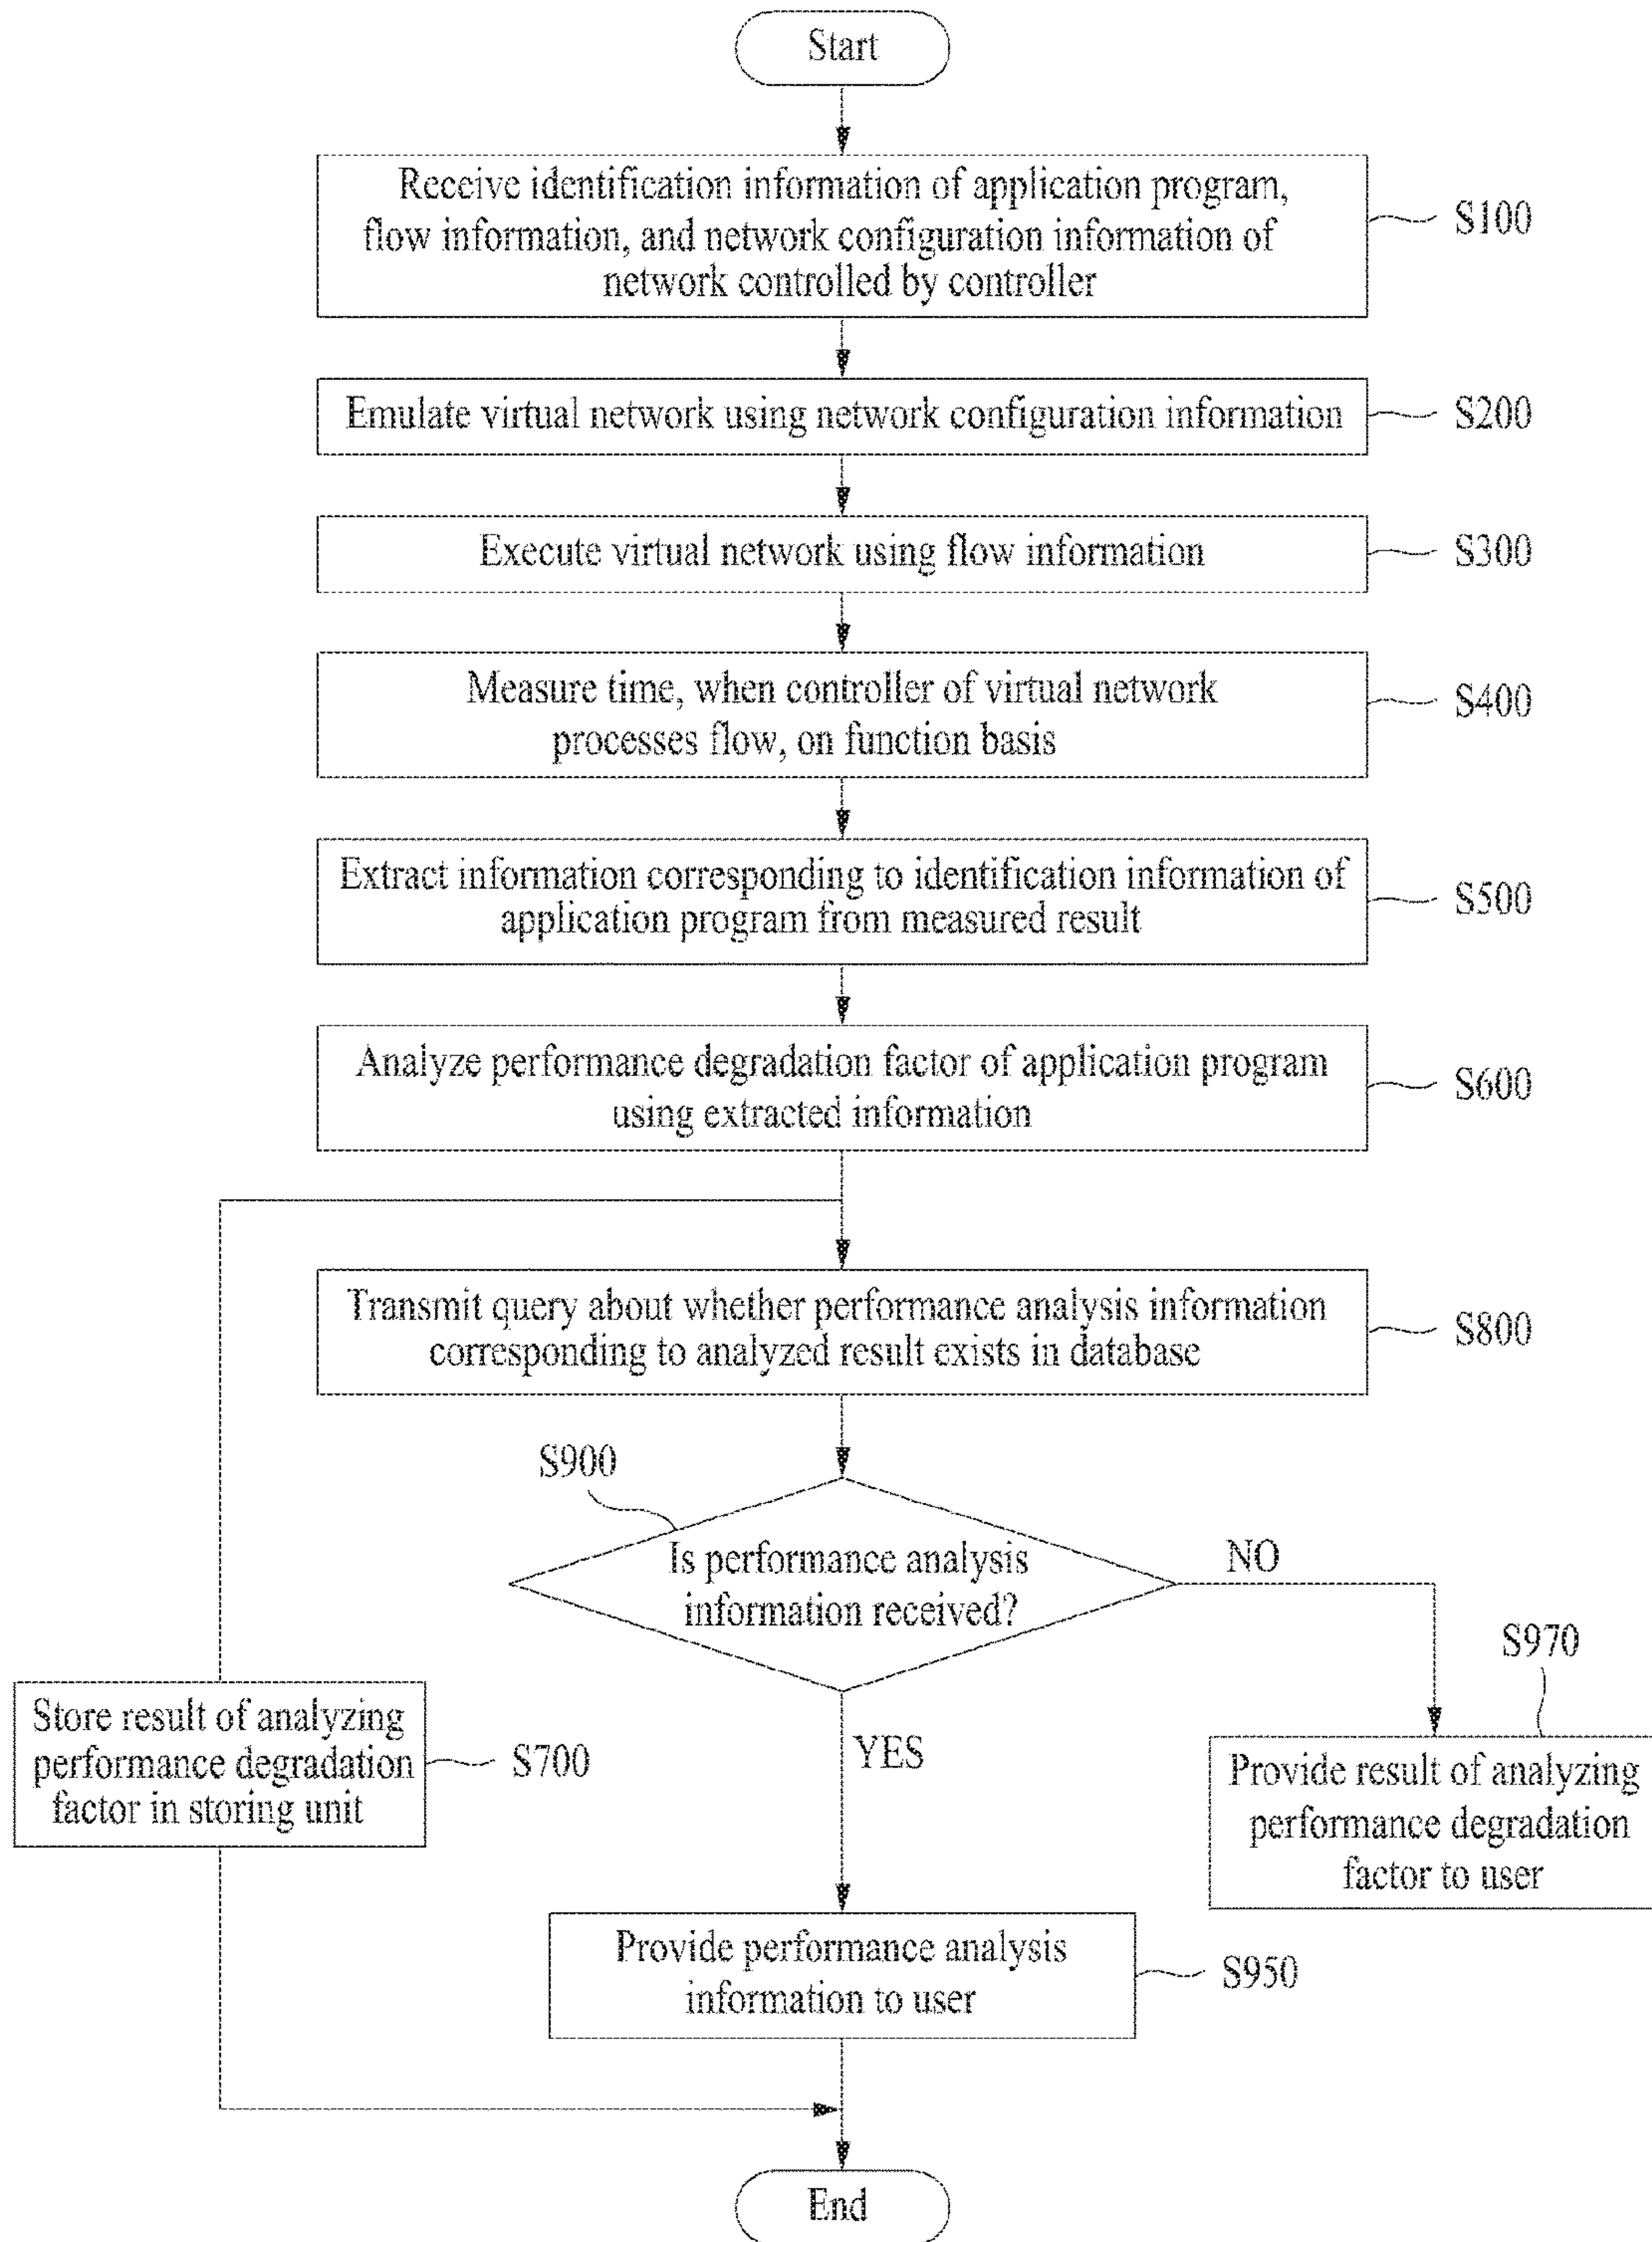 Start
Receive identification information of application program,
flow information, and network configuration information of
network controlled by controller
S100
Emulate virtual network using network configuration information
S200
Execute virtual network using flow information
S300
Measure time, when controller of virtual network
processes flow, on function basis
S400
Extract information corresponding to identification information of
application program from measured result
S500
Analyze performance degradation factor of application program
using extracted information
S600
Transmit query about whether performance analysis information
corresponding to analyzed result exists in database
S800
S900
Is performance analysis
information received?
NO
YES
S970
Provide result of analyzing
performance degradation
factor to user
Store result of analyzing
performance degradation
factor in storing unit
S700
Provide performance analysis
information to user
S950
End